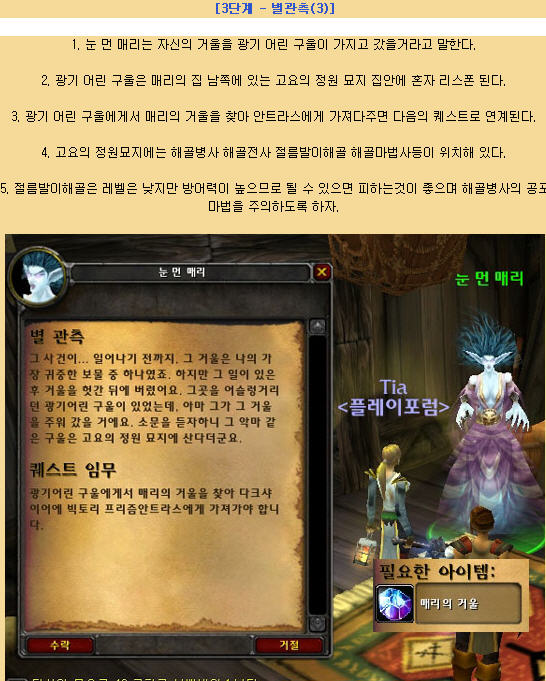 [3단계 - 별관측(3)]
1. 눈 먼 매리는 자신의 거울을 광기 어린 구울이 가지고 갔을거라고 말한다.
2. 광기 어린 구울은 매리의 집 남쪽에 있는 고요의 정원 묘지 집안에 혼자 리스폰 된다.
3. 광기 어린 구울에게서 매리의 거울을 찾아 안트라스에게 가져다주면 다음의 퀘스트로 연계된다.
4. 고요의 정원묘지에는 해골병사 해골전사 절름발이해골 해골마법사등이 위치해 있다.
5. 절름발이해골은 레벨은 낮지만 방어력이 높으므로 될 수 있으면 피하는것이 좋으며 해골병사의 공포
마법을 주의하도록 하자.
눈 먼 매리
눈 먼 매리
별 관측
그 사건이... 일어나기 전까지. 그 거울은 나의 가
장 귀중한 보물 중 하나였죠. 하지만 그 일이 있은
후 거울을 헛간 뒤에 버렸어요. 그곳을 어슬렁거리
던 광기어린 구울이 있었는데, 아마 그가 그 거울
을 주워 갔을 거예요. 소문을 듣자하니 그 악마 같
은 구울은 고요의 정원 묘지에 산다더군요.
퀘스트 임무
광기어린 구울에게서 매리의 거울을 찾아 다크샤
이어에 빅토리 프리즘안트라스에게 가져가야 합니
다.
Tia
<플레이포럼>
필요한 아이템:
매리의 거울
수락
거절